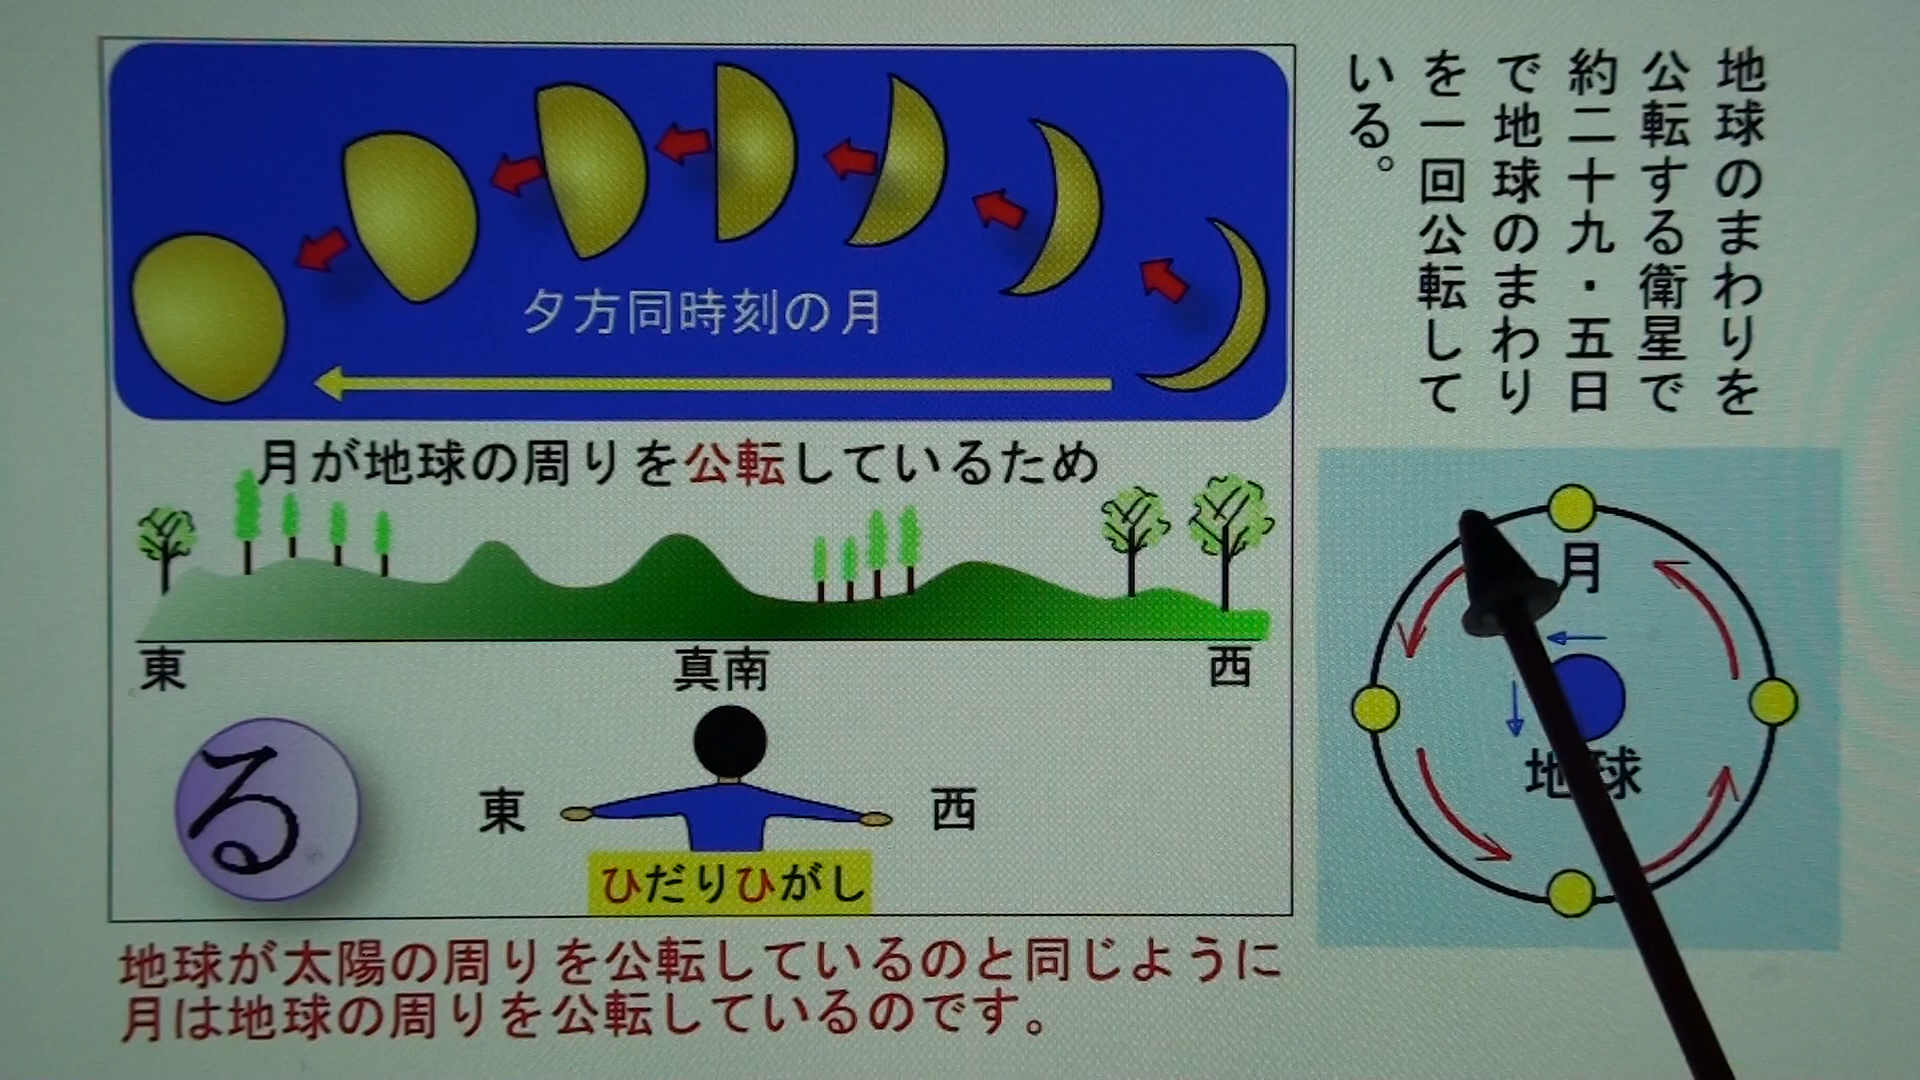 地球のまわりを
公転する衛星で
約二十九・五日
で地球のまわり
を一回公転して
いる。
夕方同時刻の月
月が地球の周りを公転しているため
東 真南 西
東 西
ひだりひがし
る
月
地球
地球が太陽の周りを公転しているのと同じように
月は地球の周りを公転しているのです。